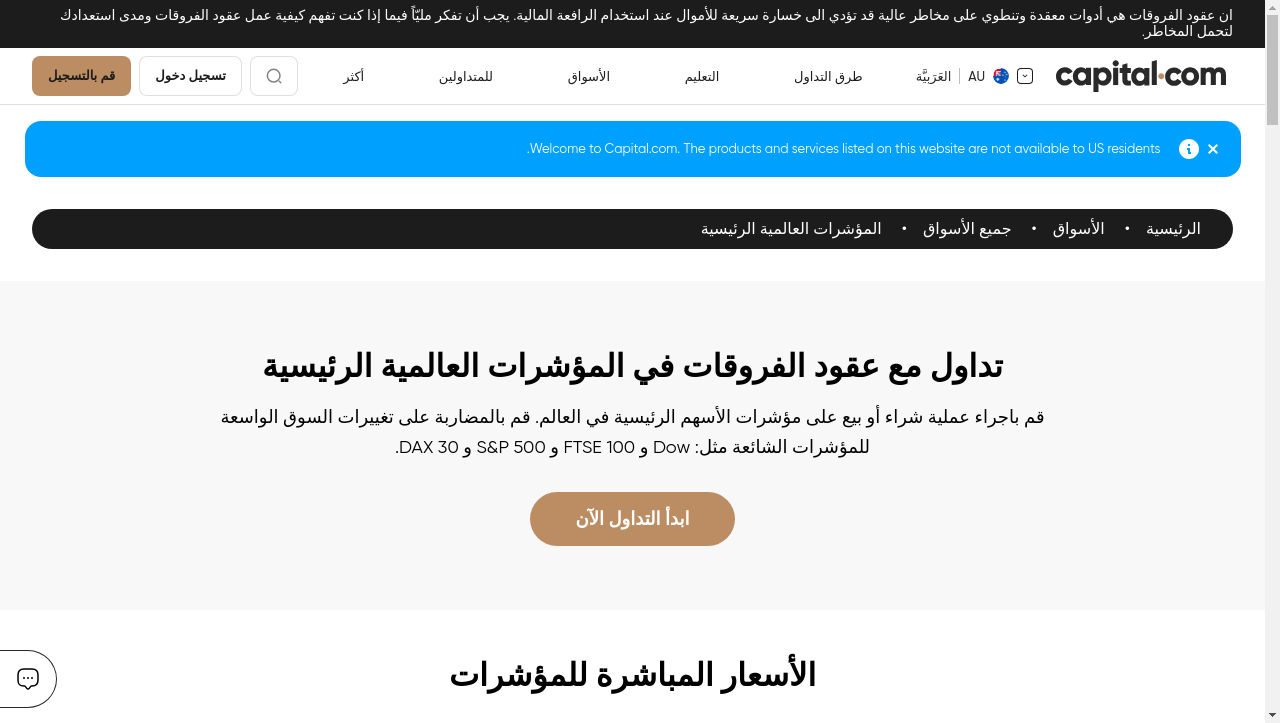 ان عقود الفروقات هي أدوات معقدة وتنطوي على مخاطر عالية قد تؤدي الى خسارة سريعة للأموال عند استخدام الرافعة المالية. يجب أن تفكر مليّاً فيما إذا كنت تفهم كيفية عمل عقود الفروقات ومدى استعدادك
لتحمل المخاطر.
capital.com
AU
العَرَبيَّة
طرق التداول
التعليم
الأسواق
للمتداولين
أكثر
تسجيل دخول
قم بالتسجيل
Welcome to Capital.com. The products and services listed on this website are not available to US residents.
الرئيسية • الأسواق • جميع الأسواق • المؤشرات العالمية الرئيسية
تداول مع عقود الفروقات في المؤشرات العالمية الرئيسية
قم باجراء عملية شراء أو بيع على مؤشرات الأسهم الرئيسية في العالم. قم بالمضاربة على تغييرات السوق الواسعة
للمؤشرات الشائعة مثل: Dow و FTSE 100 و S&P 500 و DAX 30.
ابدأ التداول الآن
الأسعار المباشرة للمؤشرات